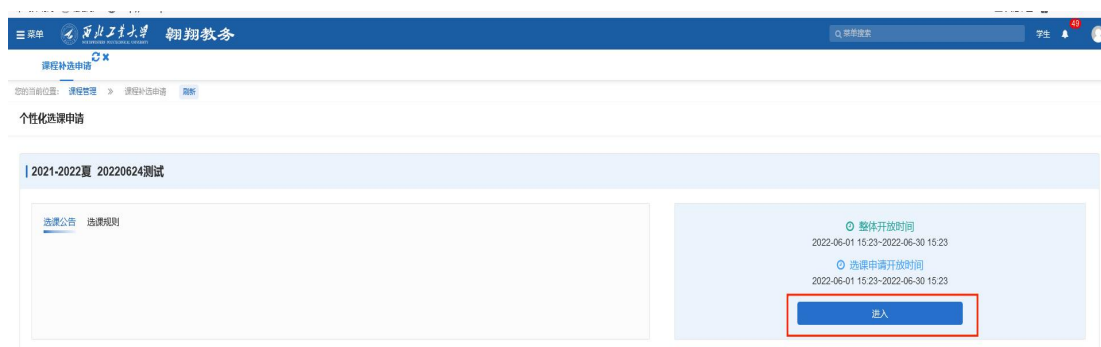 菜单 西北工业大学 翱翔教务 菜单搜索 学生 49
课程补选申请
您的当前位置: 课程管理 » 课程补选申请 刷新
个性化选课申请
2021-2022夏 20220624测试
选课公告 选课规则
整体开放时间
2022-06-01 15:23~2022-06-30 15:23
选课申请开放时间
2022-06-01 15:23~2022-06-30 15:23
进入